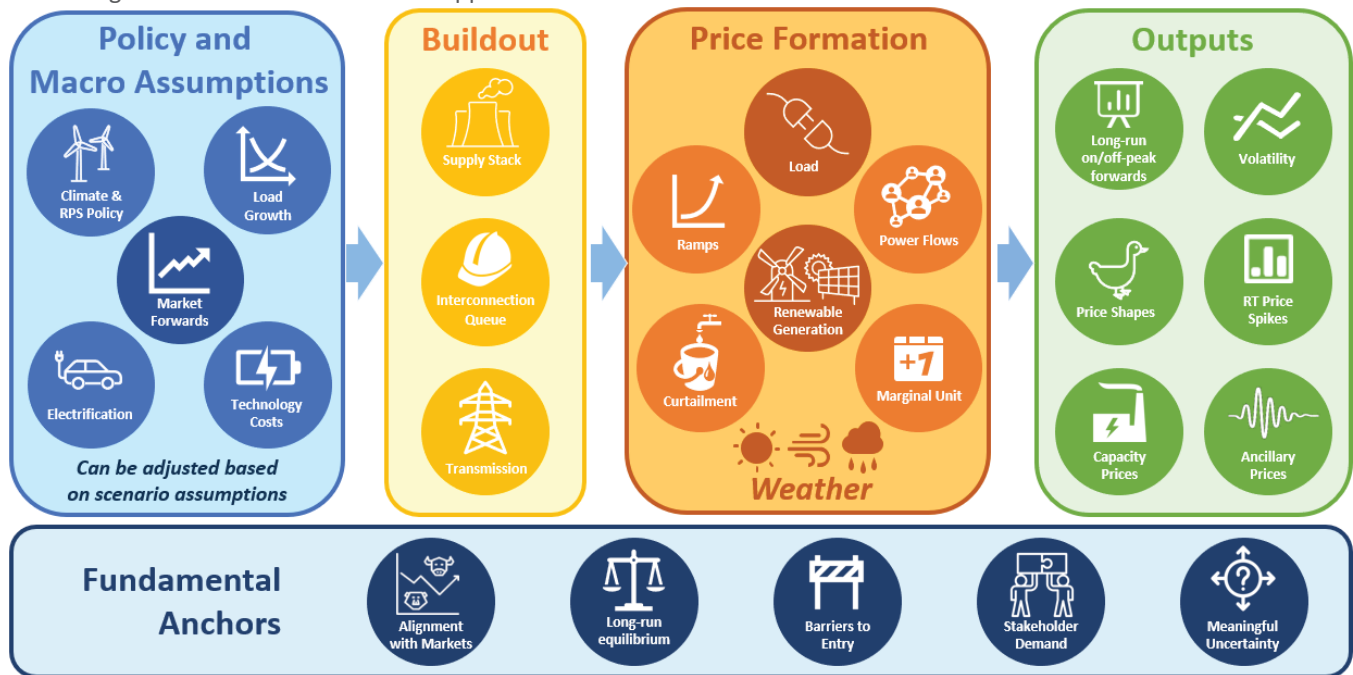 Policy and
Macro Assumptions
Climate &
RPS Policy
Load
Growth
Market
Forwards
Electrification
Technology
Costs
Can be adjusted based
on scenario assumptions
Buildout
Supply Stack
Interconnection
Queue
Transmission
Price Formation
Load
Ramps
Power Flows
Renewable
Generation
Curtailment
+1
Marginal Unit
Weather
Outputs
Long-run
on/off-peak
forwards
Volatility
Price Shapes
RT Price
Spikes
Capacity
Prices
Ancillary
Prices
Fundamental
Anchors
Alignment
with Markets
Long-run
equilibrium
Barriers to
Entry
Stakeholder
Demand
?
Meaningful
Uncertainty